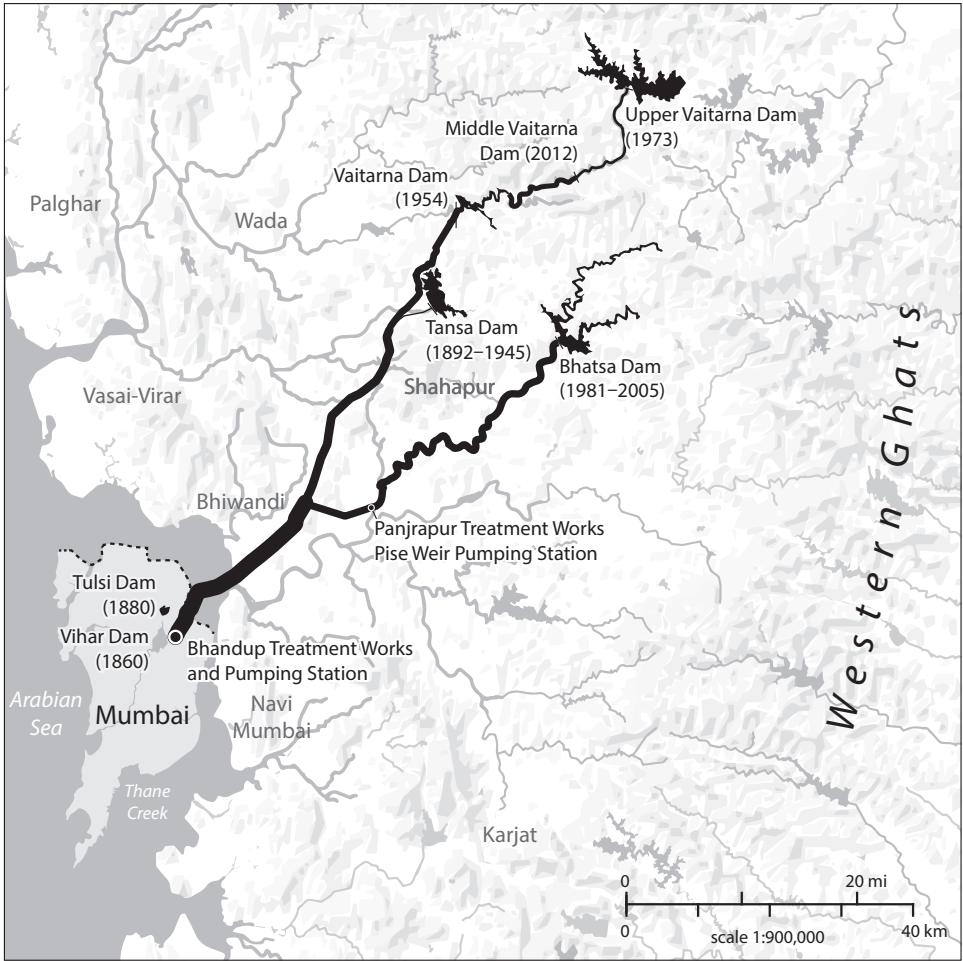 Upper Vaitarna Dam
(1973)
Middle Vaitarna
Dam (2012)
Vaitarna Dam
(1954)
Palghar
Wada
Tansa Dam
(1892–1945)
Bhatsa Dam
(1981–2005)
Shahapur
Vasai-Virar
Western Ghats
Bhiwandi
Panjrapur Treatment Works
Pise Weir Pumping Station
Tulsi Dam
(1880)
Vihar Dam
(1860)
Bhandup Treatment Works
and Pumping Station
Arabian
Sea
Mumbai
Navi
Mumbai
Thane
Creek
Karjat
0
20 mi
0
scale 1:900,000
40 km